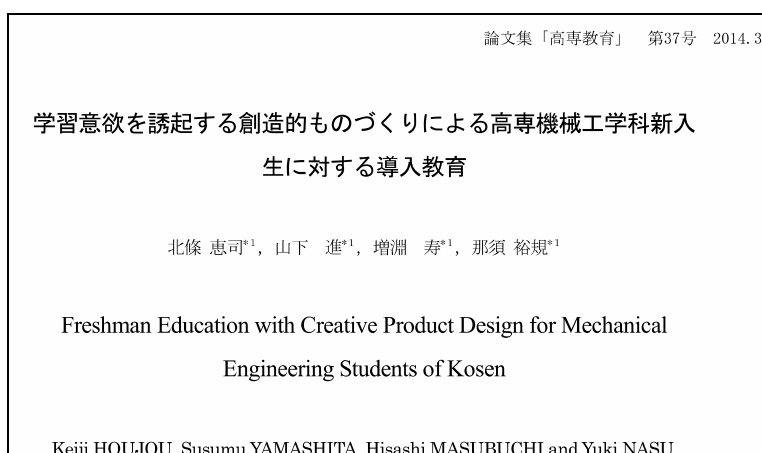 論文集「高専教育」　第37号　2014.3
学習意欲を誘起する創造的ものづくりによる高専機械工学科新入
生に対する導入教育
北條 恵司*1，山下　進*1，増淵　寿*1，那須 裕規*1
Freshman Education with Creative Product Design for Mechanical
Engineering Students of Kosen
Keiji HOUJOU, Susumu YAMASHITA, Hisashi MASUBUCHI and Yuki NASU